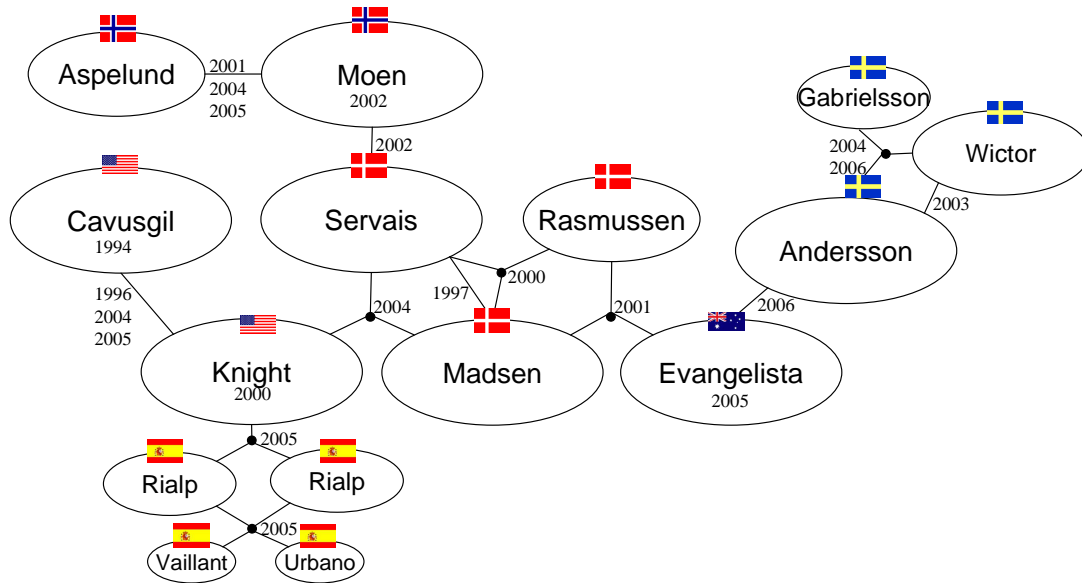 Aspelund
2001
2004
2005
Moen
2002
2002
Gabrielsson
2004
2006
Wictor
2003
Cavusgil
1994
Servais
Rasmussen
Andersson
2000
1997
1996
2004
2005
2004
2001
2006
Knight
2000
Madsen
Evangelista
2005
2005
Rialp
Rialp
2005
Vaillant
Urbano